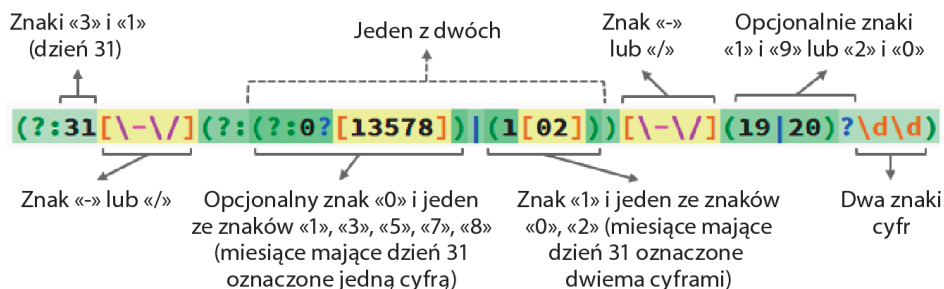 Znaki «3» i «1»
(dzień 31)
Jeden z dwóch
Znak «-»
lub «/»
Opcjonalnie znaki
«1» i «9» lub «2» i «0»
(?:31[\-\/](?:(?:0?[13578])|(1[02]))[\-\/](19|20)?\d\d)
Znak «-» lub «/»
Opcjonalny znak «0» i jeden
ze znaków «1», «3», «5», «7», «8»
(miesiące mające dzień 31
oznaczone jedną cyfrą)
Znak «1» i jeden ze znaków
«0», «2» (miesiące mające
dzień 31 oznaczone
dwiema cyframi)
Dwa znaki
cyfr